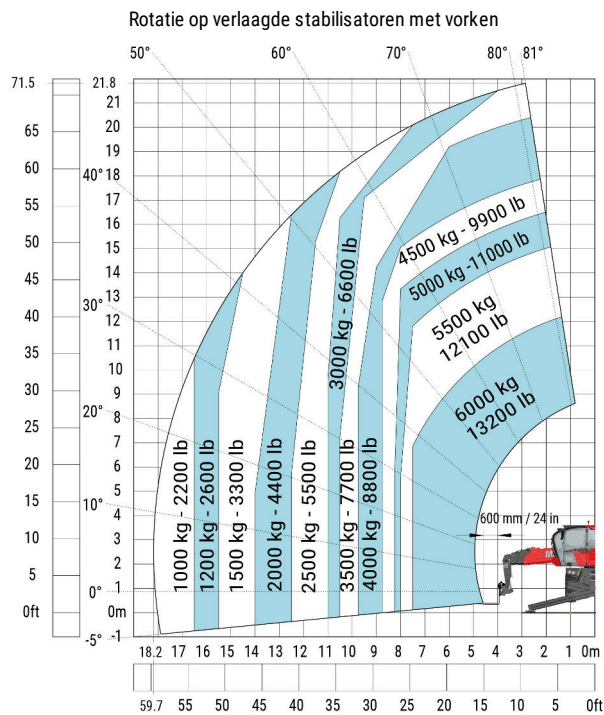 Rotatie op verlaagde stabilisatoren met vorken
50°
60°
70°
80°
81°
71.5
21.8
21
65
20
19
60
40°
18
55
17
16
50
15
45
14
30°
13
40
12
35
11
10
30
9
20°
8
25
7
20
6
5
15
10°
4
10
3
2
5
0°
1
0ft
0m
-5°
-1
4500 kg - 9900 lb
5000 kg -11000 lb
5500 kg
12100 lb
6000 kg
13200 lb
600 mm / 24 in
1000 kg - 2200 lb
1200 kg - 2600 lb
1500 kg - 3300 lb
2000 kg - 4400 lb
2500 kg - 5500 lb
3000 kg - 6600 lb
3500 kg - 7700 lb
4000 kg - 8800 lb
18.2 17 16 15 14 13 12 11 10 9 8 7 6 5 4 3 2 1 0m
59.7 55 50 45 40 35 30 25 20 15 10 5 0ft